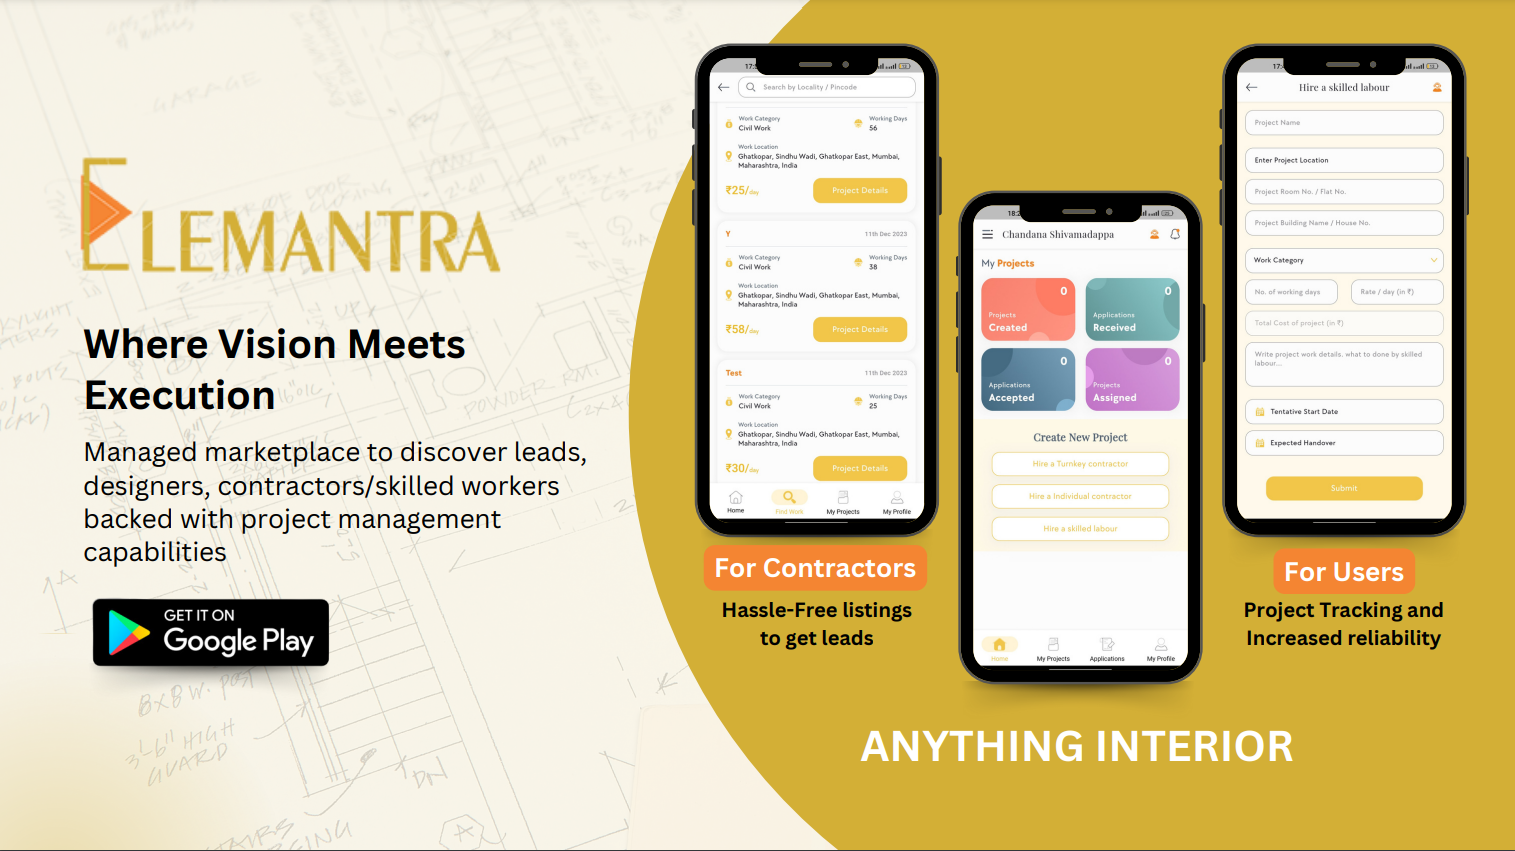 ELEMANTRA
Where Vision Meets
Execution
Managed marketplace to discover leads,
designers, contractors/skilled workers
backed with project management
capabilities
GET IT ON
Google Play
GARAGE
POWDER RM.
8x8 W. POST
3'-6" HIGH
GUARD
DN
A
Search by Locality / Pincode
Work Category
Civil Work
Working Days
56
Work Location
Ghatkopar, Sindhu Wadi, Ghatkopar East, Mumbai,
Maharashtra, India
₹25/day
Project Details
Y
11th Dec 2023
Work Category
Civil Work
Working Days
38
Work Location
Ghatkopar, Sindhu Wadi, Ghatkopar East, Mumbai,
Maharashtra, India
₹58/day
Project Details
Test
11th Dec 2023
Work Category
Civil Work
Working Days
25
Work Location
Ghatkopar, Sindhu Wadi, Ghatkopar East, Mumbai,
Maharashtra, India
₹30/day
Project Details
Home
Find Work
My Projects
My Profile
For Contractors
Hassle-Free listings
to get leads
Chandana Shivamadappa
My Projects
0
Projects
Created
0
Applications
Received
0
Applications
Accepted
0
Projects
Assigned
Create New Project
Hire a Turnkey contractor
Hire a Individual contractor
Hire a skilled labour
Home
My Projects
Applications
My Profile
Hire a skilled labour
Project Name
Enter Project Location
Project Room No. / Flat No.
Project Building Name / House No.
Work Category
No. of working days
Rate / day (in ₹)
Total Cost of project (in ₹)
Write project work details. what to done by skilled
labour...
Tentative Start Date
Expected Handover
Submit
For Users
Project Tracking and
Increased reliability
ANYTHING INTERIOR